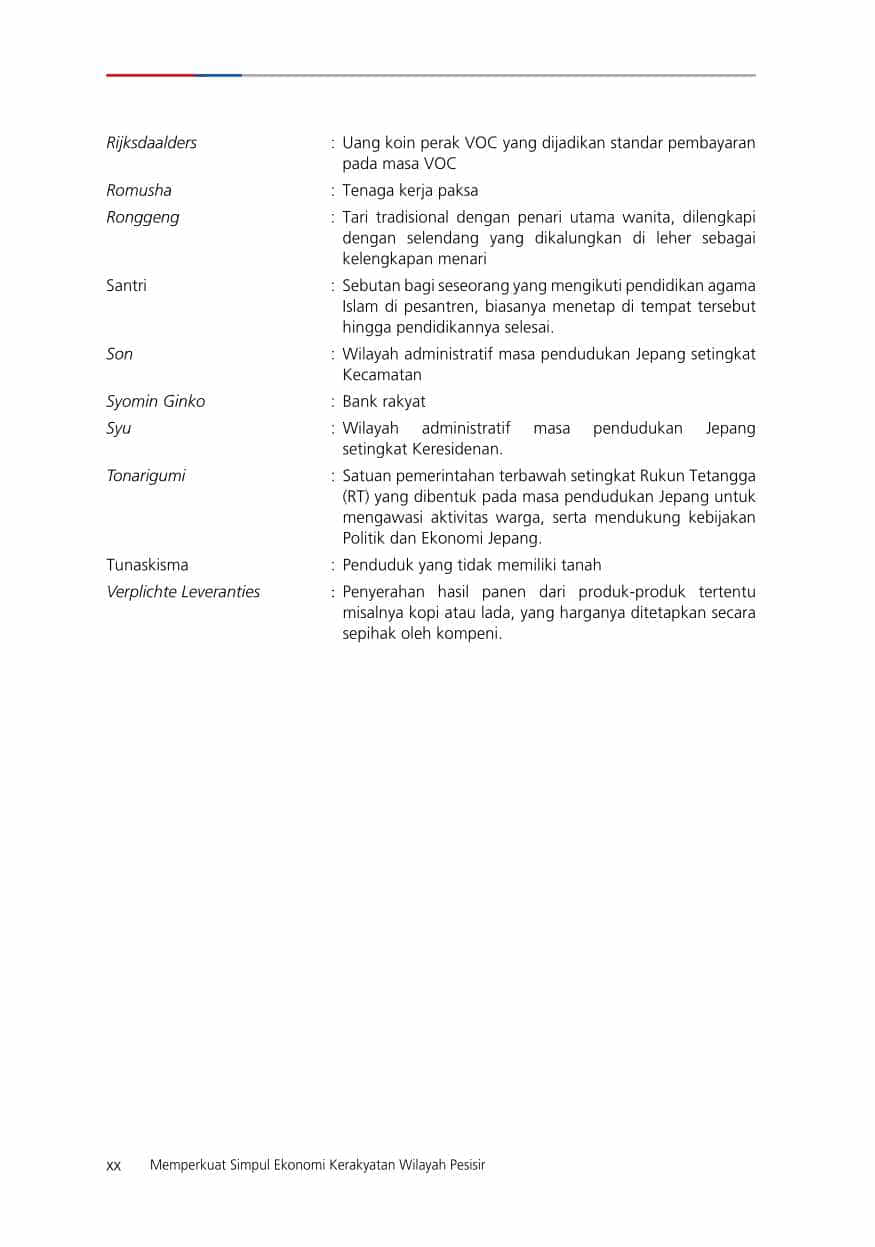 Rijksdaalders : Uang koin perak VOC yang dijadikan standar pembayaran
pada masa VOC
Romusha : Tenaga kerja paksa
Ronggeng : Tari tradisional dengan penari utama wanita, dilengkapi
dengan selendang yang dikalungkan di leher sebagai
kelengkapan menari
Santri : Sebutan bagi seseorang yang mengikuti pendidikan agama
Islam di pesantren, biasanya menetap di tempat tersebut
hingga pendidikannya selesai.
Son : Wilayah administratif masa pendudukan Jepang setingkat
Kecamatan
Syomin Ginko : Bank rakyat
Syu : Wilayah administratif masa pendudukan Jepang
setingkat Keresidenan.
Tonarigumi : Satuan pemerintahan terbawah setingkat Rukun Tetangga
(RT) yang dibentuk pada masa pendudukan Jepang untuk
mengawasi aktivitas warga, serta mendukung kebijakan
Politik dan Ekonomi Jepang.
Tunaskisma : Penduduk yang tidak memiliki tanah
Verplichte Leveranties : Penyerahan hasil panen dari produk-produk tertentu
misalnya kopi atau lada, yang harganya ditetapkan secara
sepihak oleh kompeni.
xx Memperkuat Simpul Ekonomi Kerakyatan Wilayah Pesisir